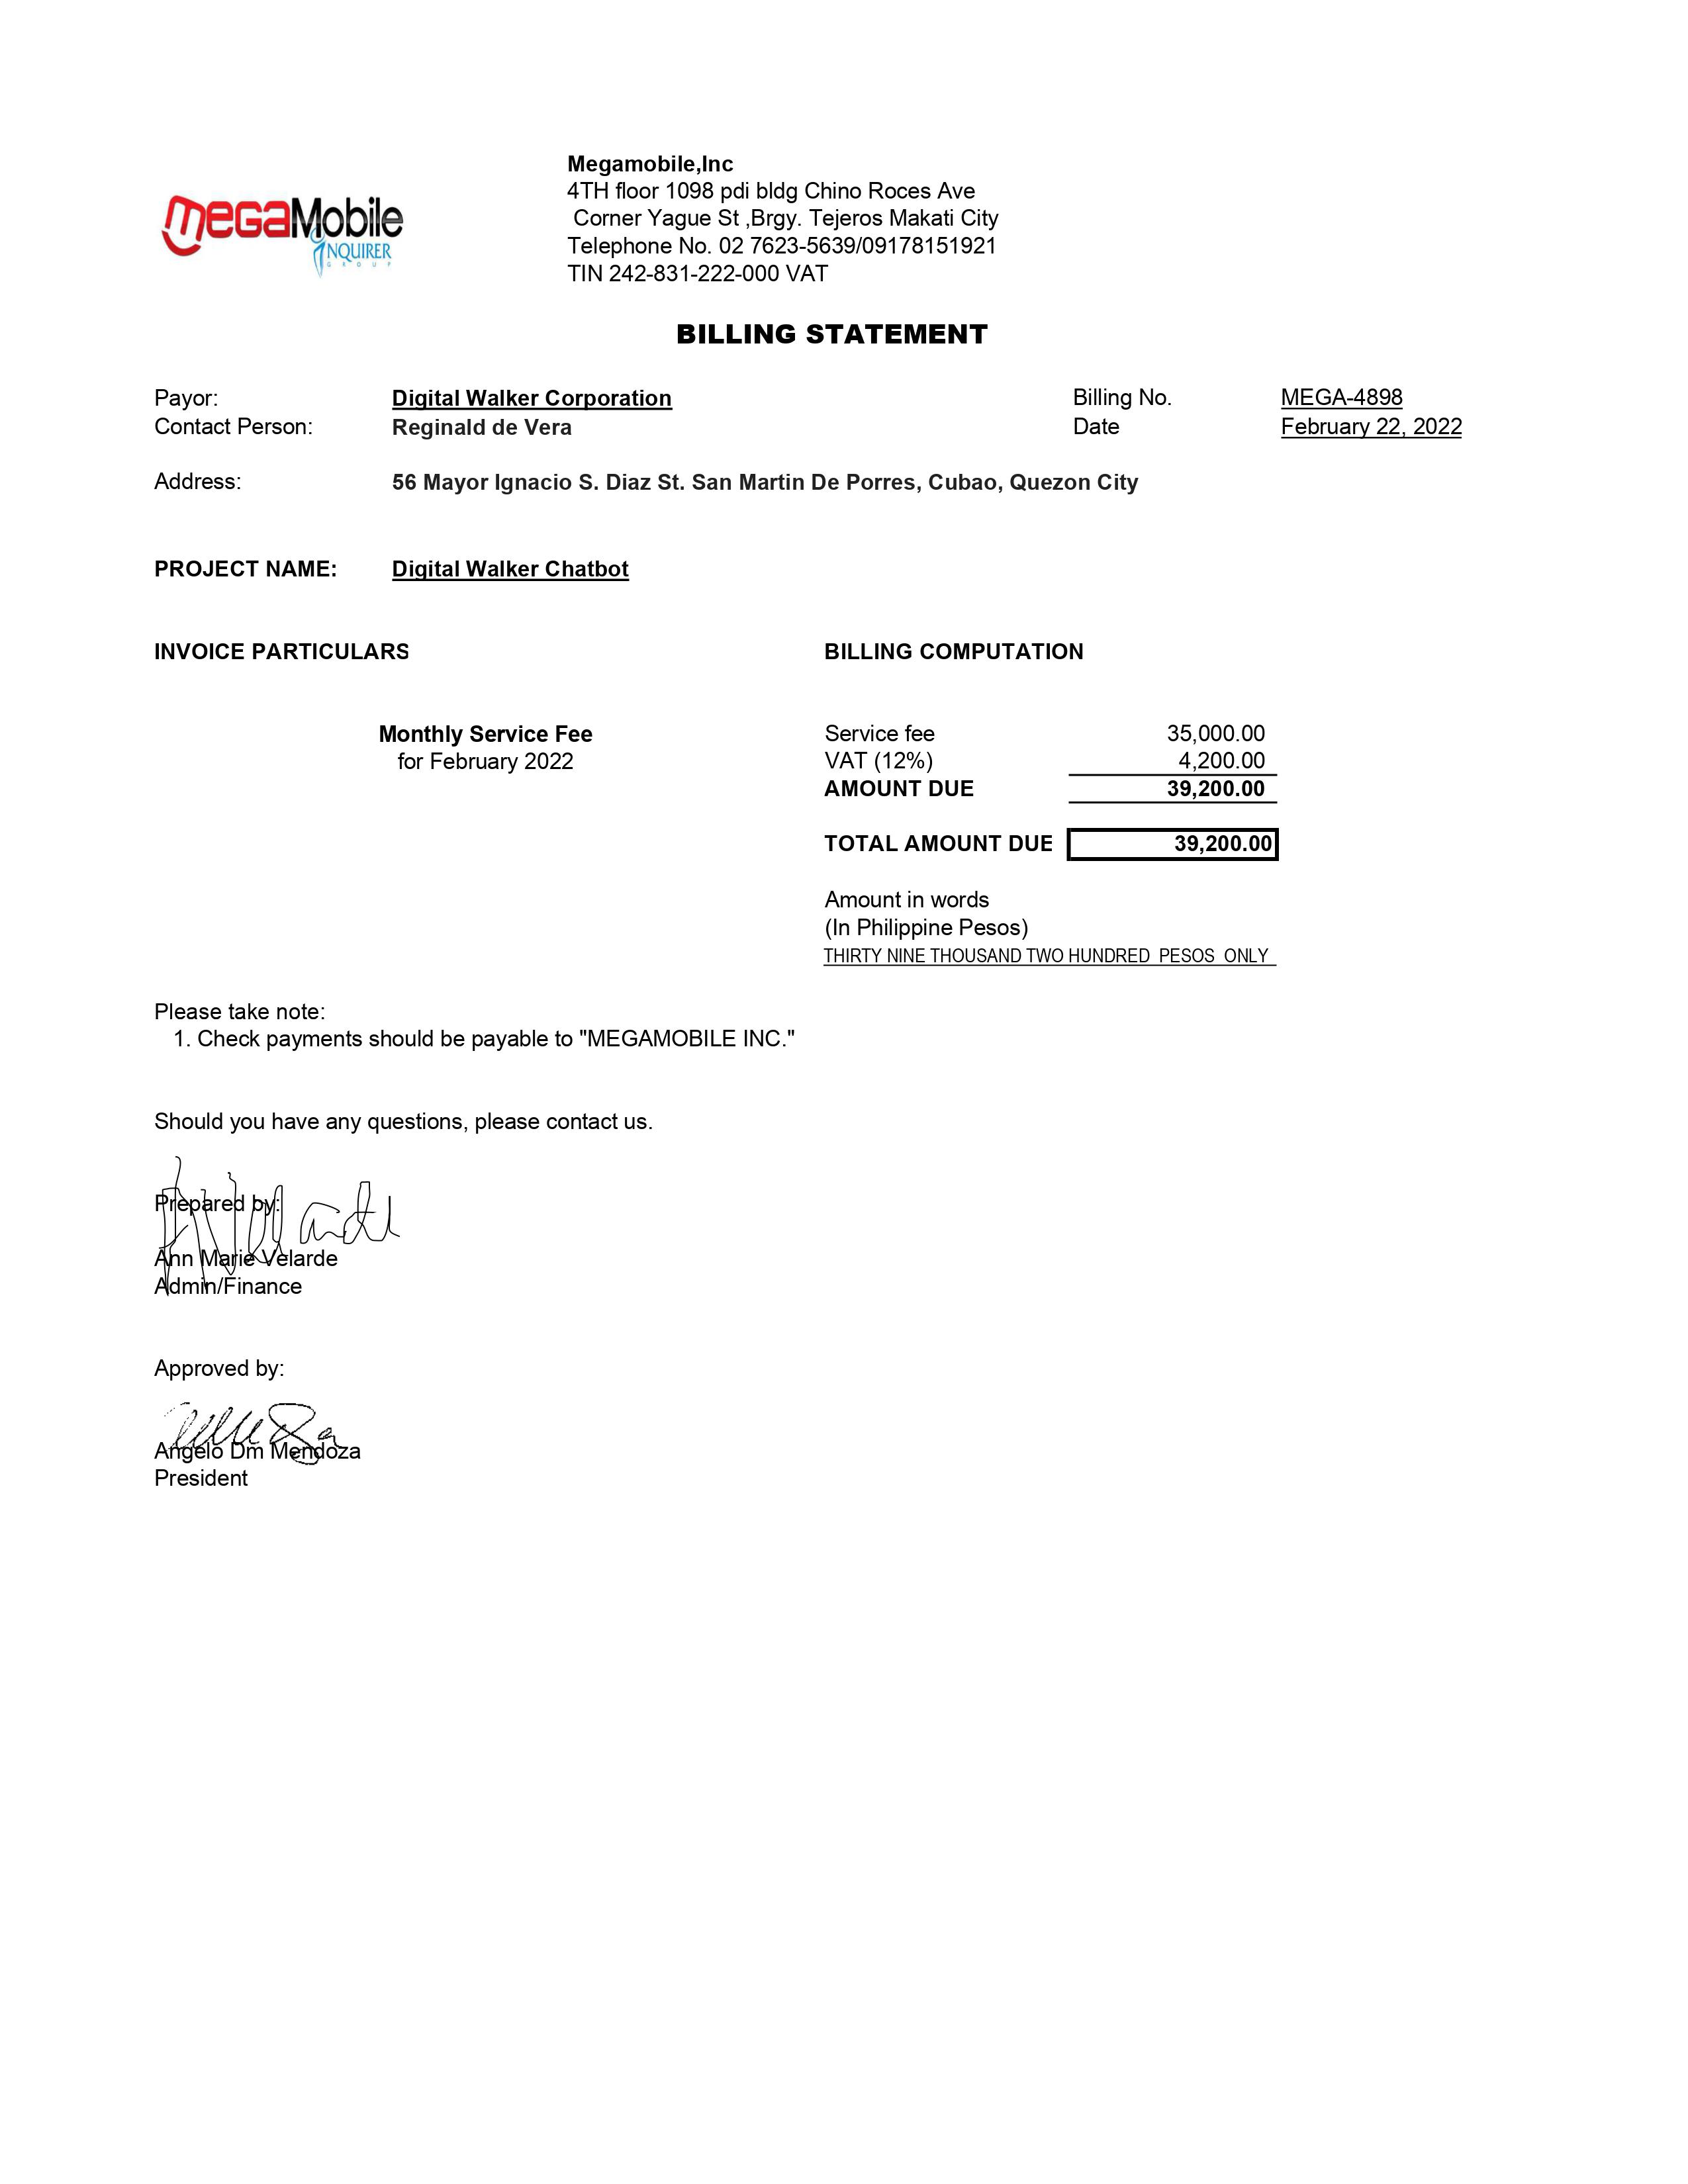 megaMobile
INQUIRER
GROUP
Megamobile,Inc
4TH floor 1098 pdi bldg Chino Roces Ave
Corner Yague St ,Brgy. Tejeros Makati City
Telephone No. 02 7623-5639/09178151921
TIN 242-831-222-000 VAT
BILLING STATEMENT
Payor: Digital Walker Corporation Billing No. MEGA-4898
Contact Person: Reginald de Vera Date February 22, 2022
Address: 56 Mayor Ignacio S. Diaz St. San Martin De Porres, Cubao, Quezon City
PROJECT NAME: Digital Walker Chatbot
INVOICE PARTICULARS BILLING COMPUTATION
Monthly Service Fee Service fee 35,000.00
for February 2022 VAT (12%) 4,200.00
AMOUNT DUE 39,200.00
TOTAL AMOUNT DUE 39,200.00
Amount in words
(In Philippine Pesos)
THIRTY NINE THOUSAND TWO HUNDRED PESOS ONLY
Please take note:
1. Check payments should be payable to "MEGAMOBILE INC."
Should you have any questions, please contact us.
Prepared by:
Ann Marie Velarde
Admin/Finance
Approved by:
Angelo Dm Mendoza
President